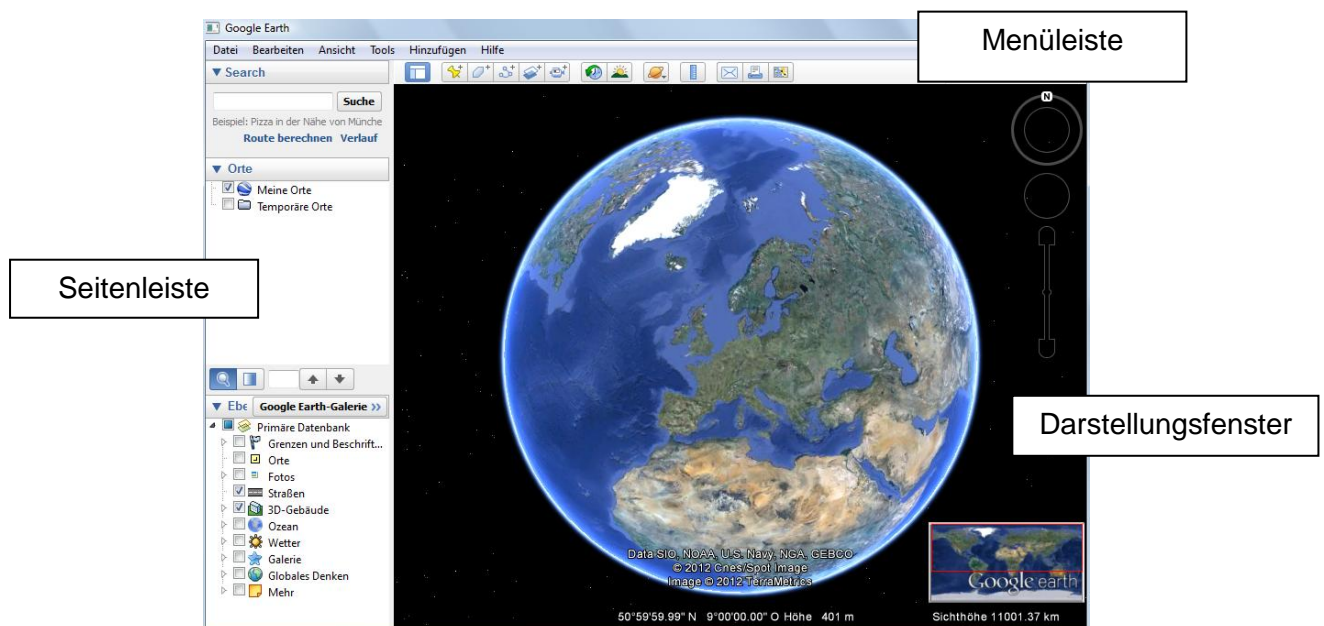 Google Earth
Menüleiste
Datei Bearbeiten Ansicht Tools Hinzufügen Hilfe
Search
Suche
Beispiel: Pizza in der Nähe von Münche
Route berechnen Verlauf
N
Orte
Meine Orte
Temporäre Orte
Seitenleiste
Ebe Google Earth-Galerie »
Primäre Datenbank
Grenzen und Beschrift...
Orte
Fotos
Straßen
3D-Gebäude
Ozean
Wetter
Galerie
Globales Denken
Mehr
Darstellungsfenster
Data SIO, NOAA, U.S. Navy, NGA, GEBCO
© 2012 Cnes/Spot Image
Image © 2012 TerraMetrics
Google earth
50°59'59.99" N 9°00'00.00" O Höhe 401 m
Sichthöhe 11001.37 km